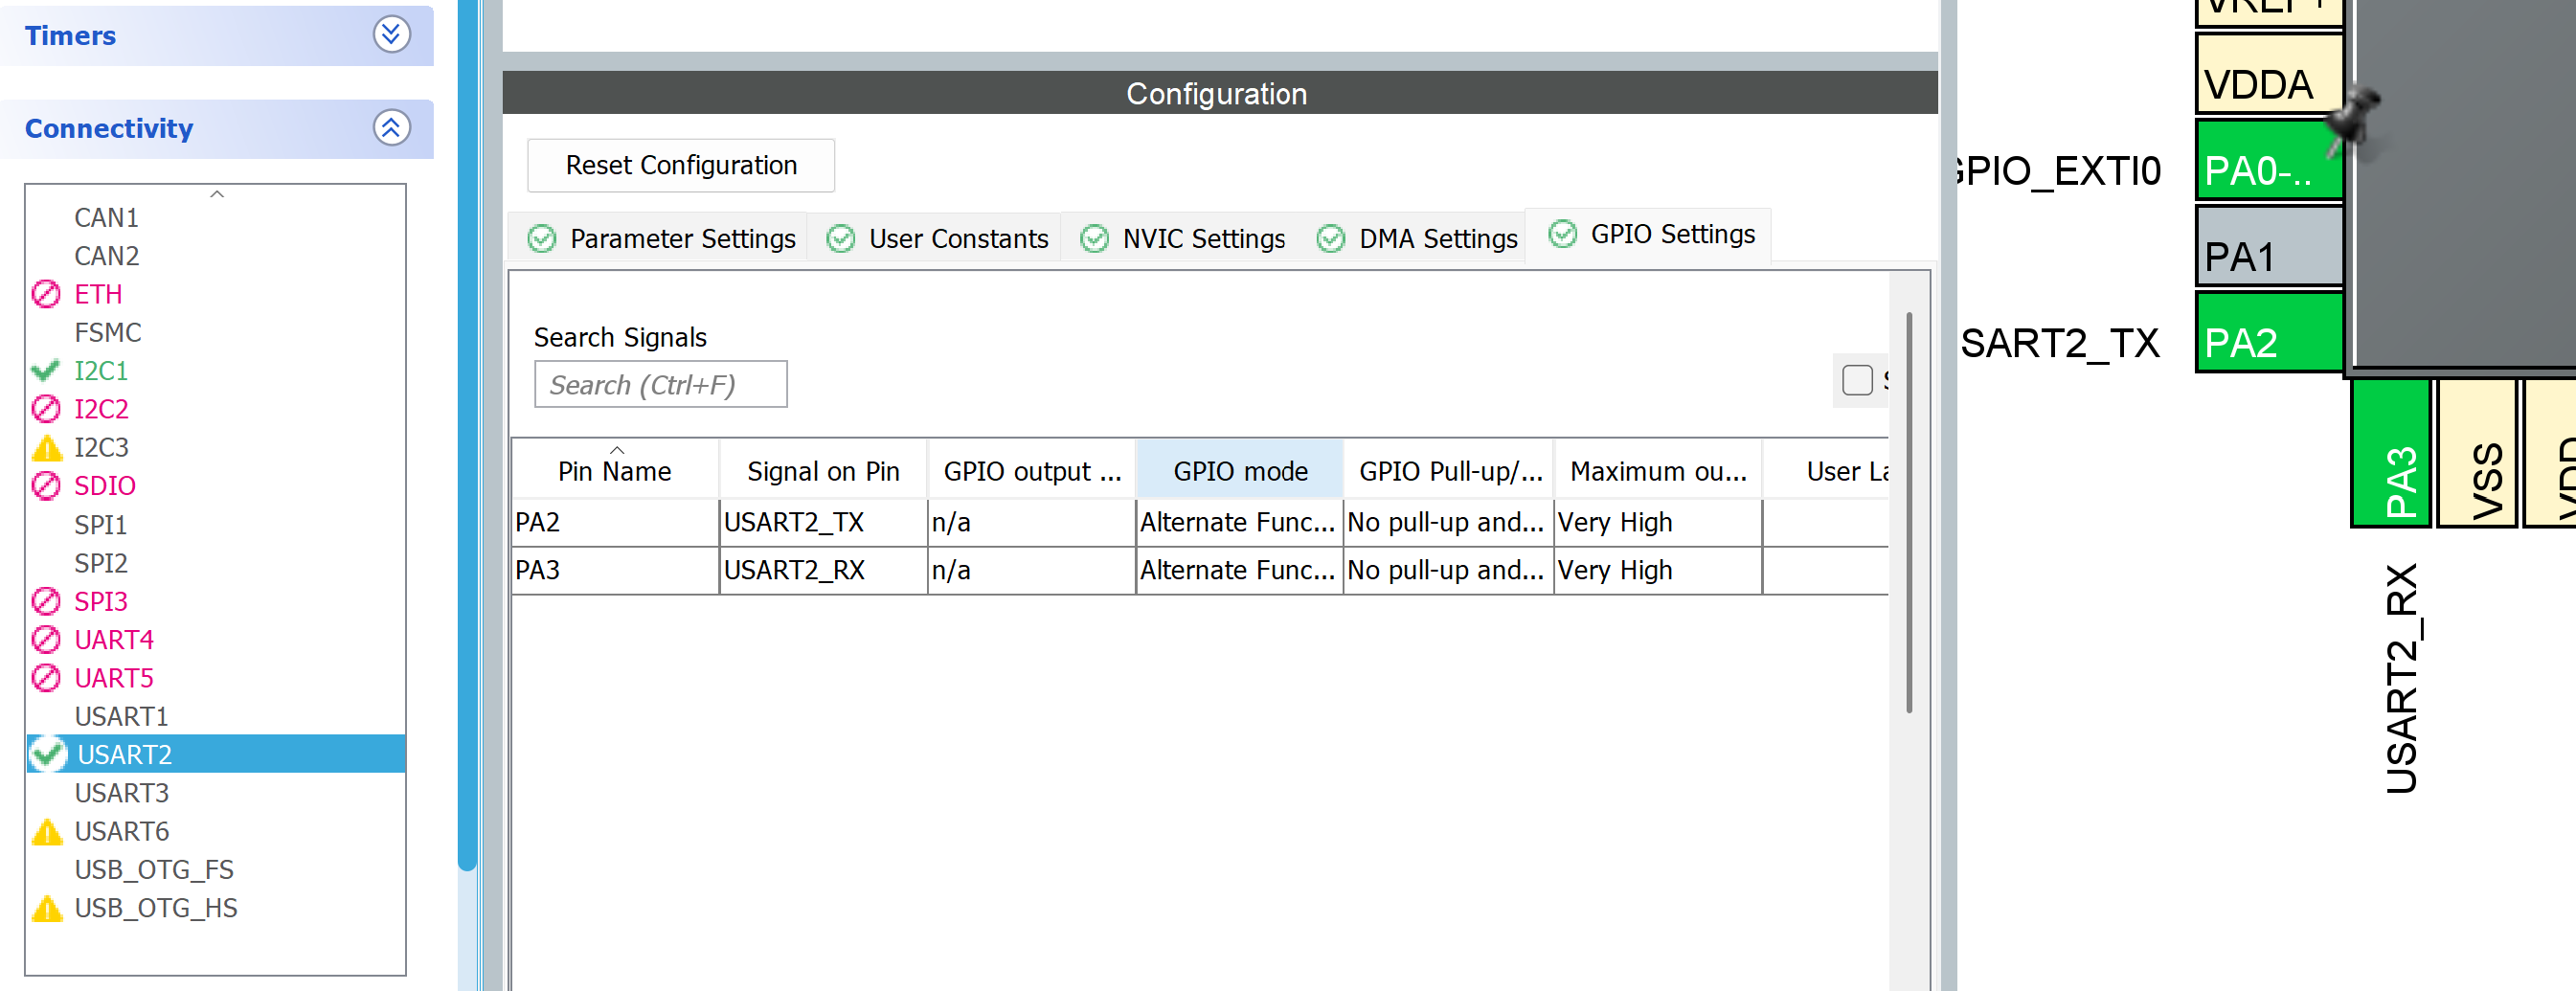 Timers
Connectivity
CAN1
CAN2
ETH
FSMC
I2C1
I2C2
I2C3
SDIO
SPI1
SPI2
SPI3
UART4
UART5
USART1
USART2
USART3
USART6
USB_OTG_FS
USB_OTG_HS
Configuration
Reset Configuration
Parameter Settings User Constants NVIC Settings DMA Settings GPIO Settings
Search Signals
Search (Ctrl+F)
Pin Name Signal on Pin GPIO output ... GPIO mode GPIO Pull-up/... Maximum ou... User La
PA2 USART2_TX n/a Alternate Func... No pull-up and... Very High
PA3 USART2_RX n/a Alternate Func... No pull-up and... Very High
VDDA
GPIO_EXTI0 PA0-..
PA1
SART2_TX PA2
PA3 VSS VDD
USART2_RX